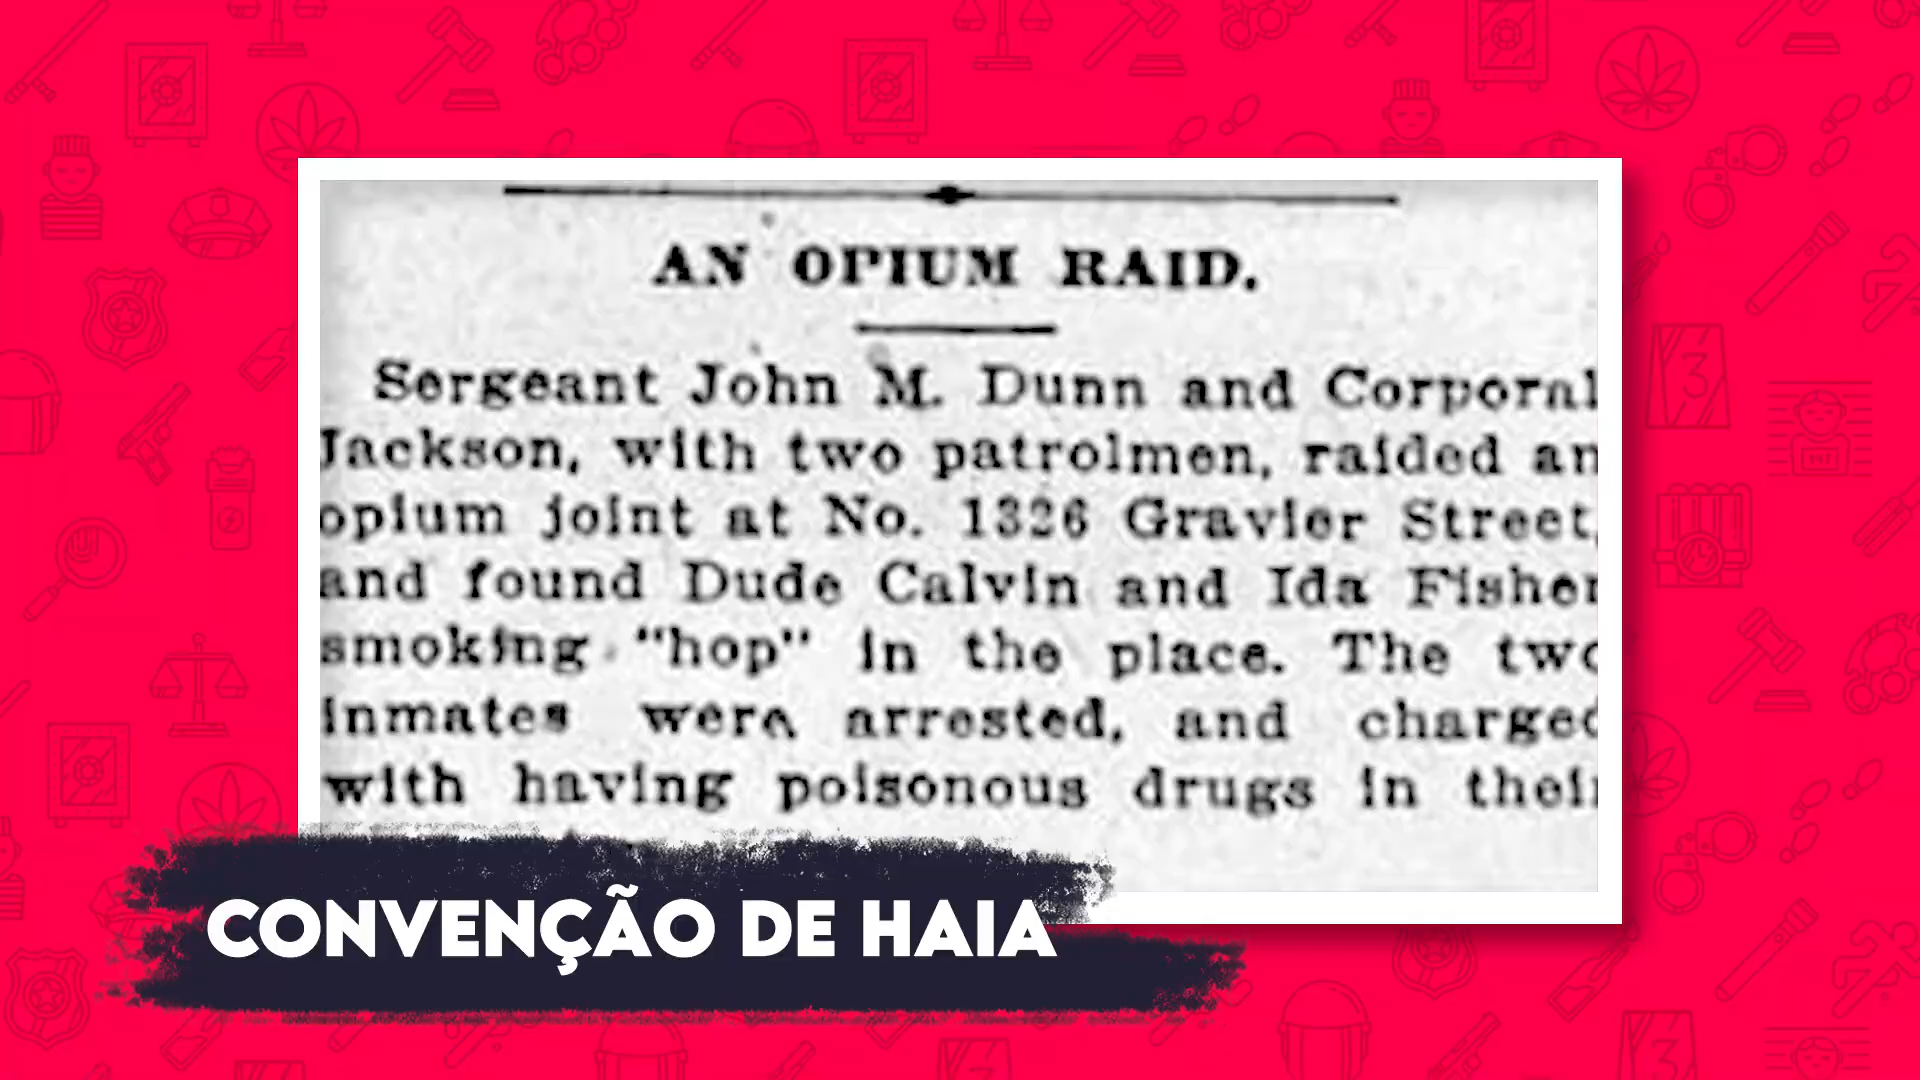 AN OPIUM RAID.
Sergeant John M. Dunn and Corporal
Jackson, with two patrolmen, raided an
opium joint at No. 1326 Gravier Street,
and found Dude Calvin and Ida Fisher
smoking "hop" in the place. The two
inmates were arrested, and charged
with having poisonous drugs in their
CONVENÇÃO DE HAIA